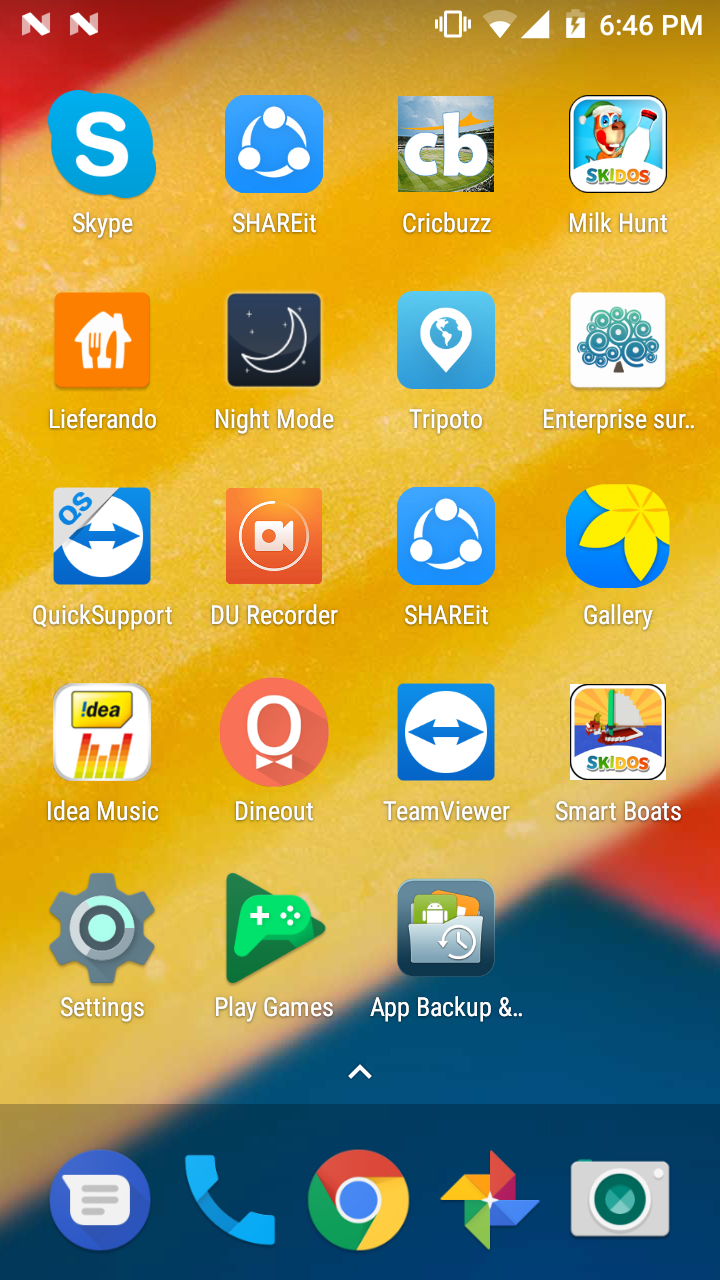 6:46 PM
S
cb
SKIDOS
Skype
SHAREit
Cricbuzz
Milk Hunt
Lieferando
Night Mode
Tripoto
Enterprise sur..
QS
QuickSupport
DU Recorder
SHAREit
Gallery
!dea
SKIDOS
Idea Music
Dineout
TeamViewer
Smart Boats
Settings
Play Games
App Backup &..